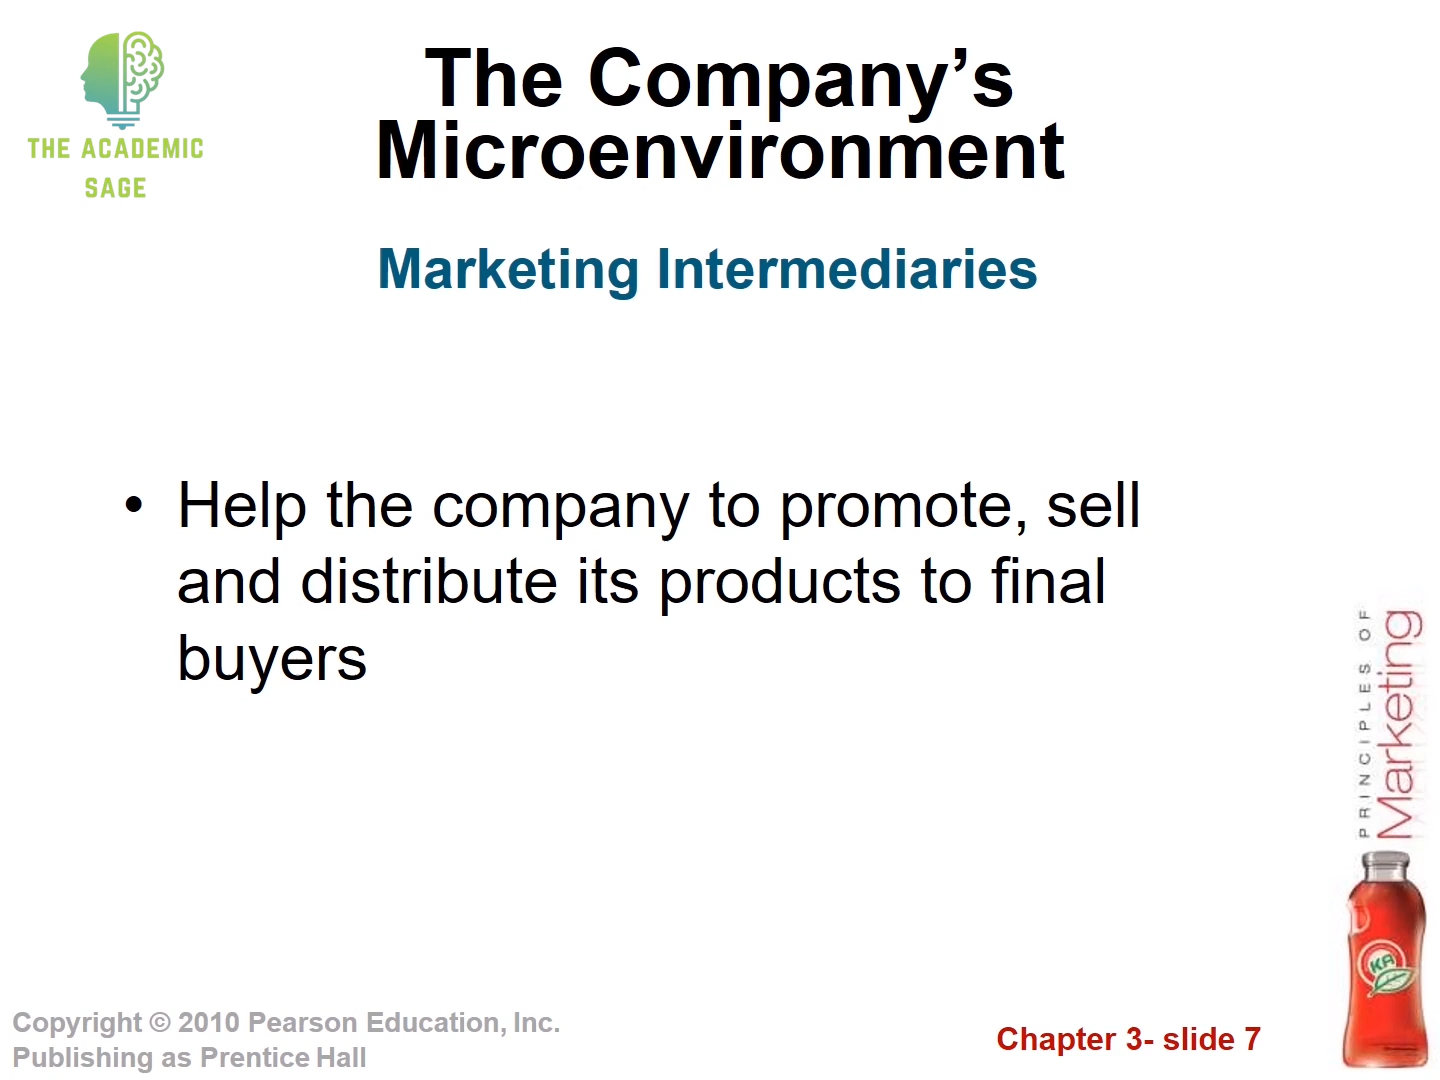 THE ACADEMIC
SAGE
The Company’s
Microenvironment
Marketing Intermediaries
• Help the company to promote, sell
and distribute its products to final
buyers
PRINCIPLES OF
Marketing
KA
Copyright © 2010 Pearson Education, Inc.
Publishing as Prentice Hall
Chapter 3- slide 7